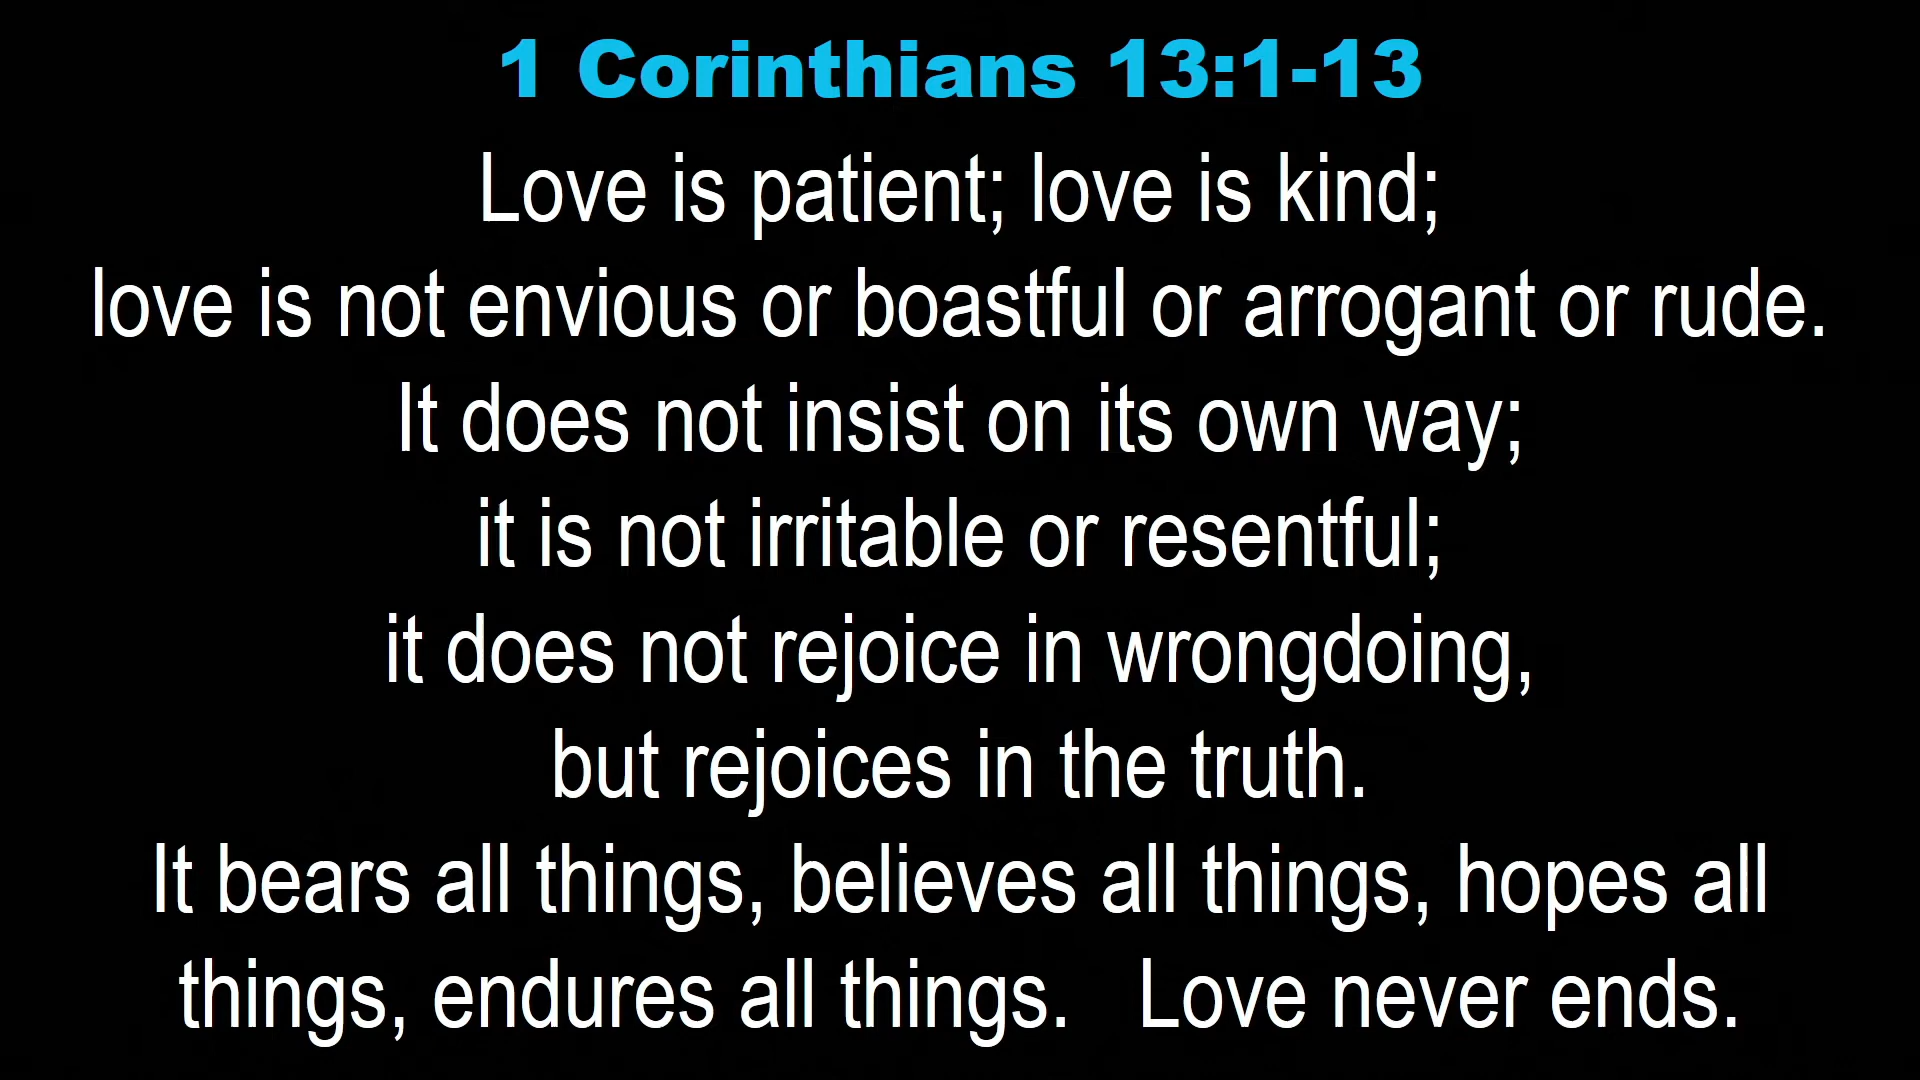 1 Corinthians 13:1-13
Love is patient; love is kind;
love is not envious or boastful or arrogant or rude.
It does not insist on its own way;
it is not irritable or resentful;
it does not rejoice in wrongdoing,
but rejoices in the truth.
It bears all things, believes all things, hopes all
things, endures all things.   Love never ends.